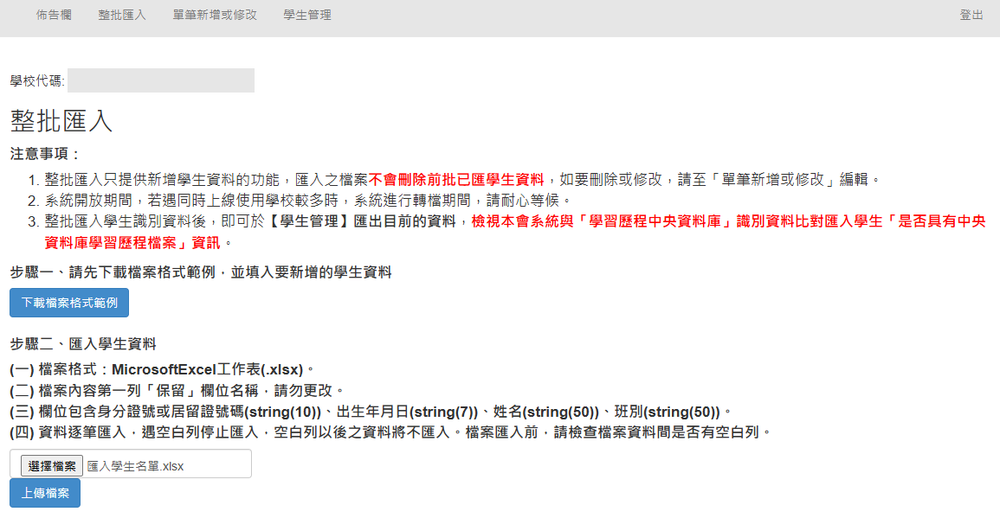 佈告欄 整批匯入 單筆新增或修改 學生管理 登出
學校代碼:
整批匯入
注意事項：
1. 整批匯入只提供新增學生資料的功能，匯入之檔案不會刪除前批已匯學生資料，如要刪除或修改，請至「單筆新增或修改」編輯。
2. 系統開放期間，若遇同時上線使用學校較多時，系統進行轉檔期間，請耐心等候。
3. 整批匯入學生識別資料後，即可於【學生管理】匯出目前的資料，檢視本會系統與「學習歷程中央資料庫」識別資料比對匯入學生「是否具有中央
資料庫學習歷程檔案」資訊。
步驟一、請先下載檔案格式範例，並填入要新增的學生資料
下載檔案格式範例
步驟二、匯入學生資料
(一) 檔案格式：MicrosoftExcel工作表(.xlsx)。
(二) 檔案內容第一列「保留」欄位名稱，請勿更改。
(三) 欄位包含身分證號或居留證號碼(string(10))、出生年月日(string(7))、姓名(string(50))、班別(string(50))。
(四) 資料逐筆匯入，遇空白列停止匯入，空白列以後之資料將不匯入。檔案匯入前，請檢查檔案資料間是否有空白列。
選擇檔案 匯入學生名單.xlsx
上傳檔案